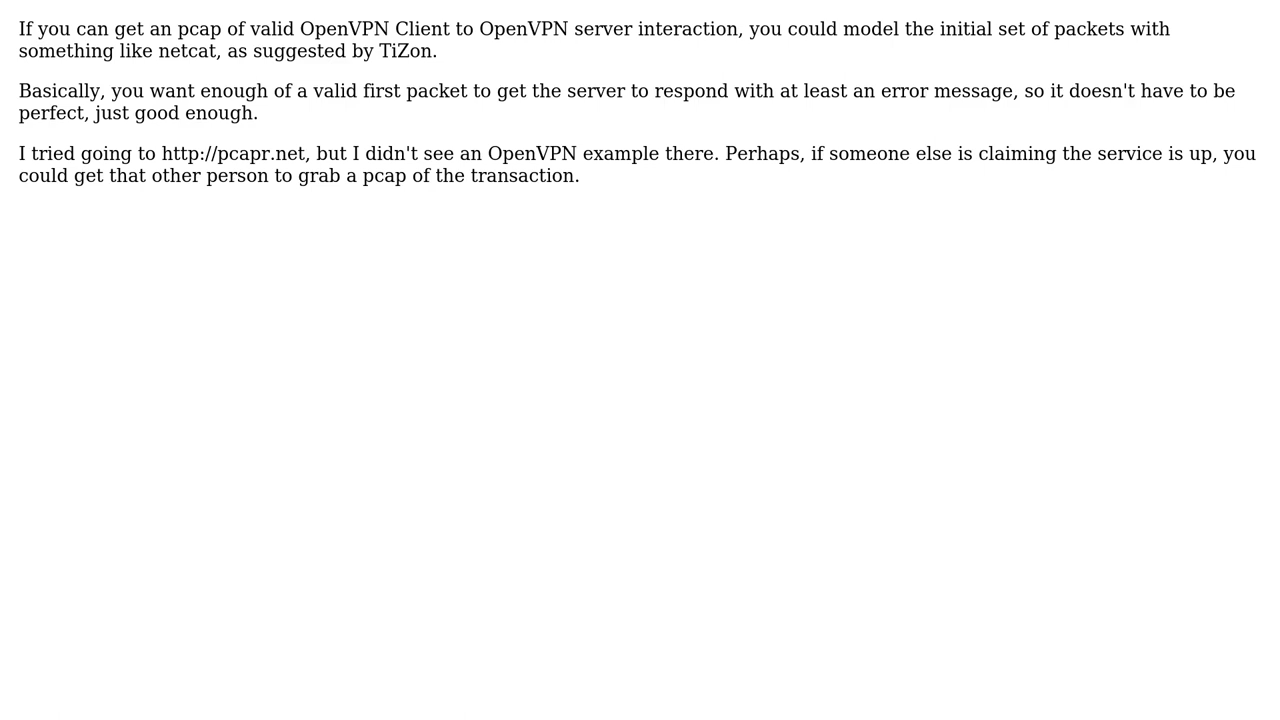 If you can get an pcap of valid OpenVPN Client to OpenVPN server interaction, you could model the initial set of packets with
something like netcat, as suggested by TiZon.
Basically, you want enough of a valid first packet to get the server to respond with at least an error message, so it doesn't have to be
perfect, just good enough.
I tried going to http://pcapr.net, but I didn't see an OpenVPN example there. Perhaps, if someone else is claiming the service is up, you
could get that other person to grab a pcap of the transaction.